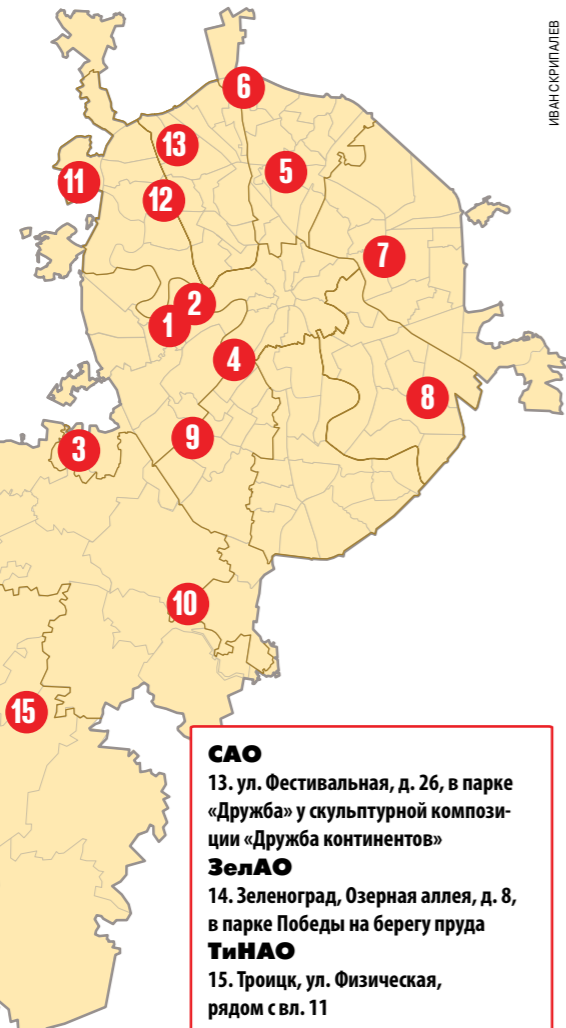 ИВАН СКРИПАЛЕВ
6
13
5
11
12
7
2
1
4
8
9
3
10
15
САО
13. ул. Фестивальная, д. 26, в парке
«Дружба» у скульптурной компози-
ции «Дружба континентов»
ЗелАО
14. Зеленоград, Озерная аллея, д. 8,
в парке Победы на берегу пруда
ТиНАО
15. Троицк, ул. Физическая,
рядом с вл. 11